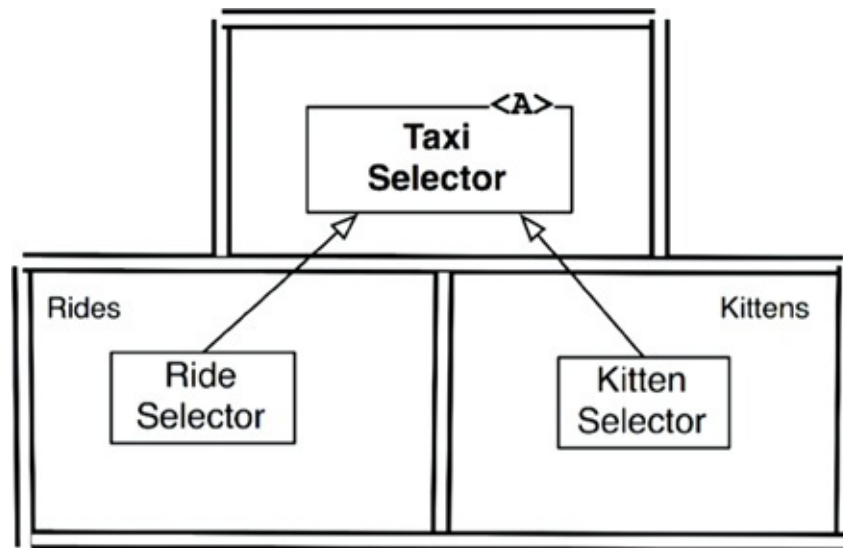 <A>
Taxi
Selector
Rides
Kittens
Ride
Selector
Kitten
Selector